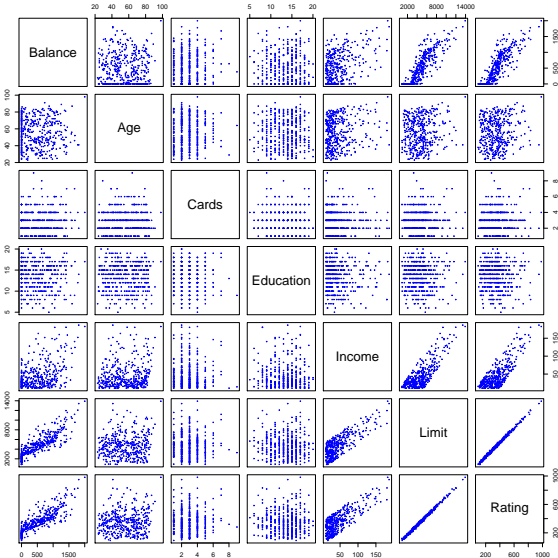 20 40 60 80 100
5 10 15 20
2000 8000 14000
Balance
0 500 1500
20 40 60 80 100
Age
Cards
2 4 6 8
5 10 15 20
Education
Income
50 100 150
2000 8000 14000
Limit
Rating
200 600 1000
0 500 1500
2 4 6 8
50 100 150
200 600 1000